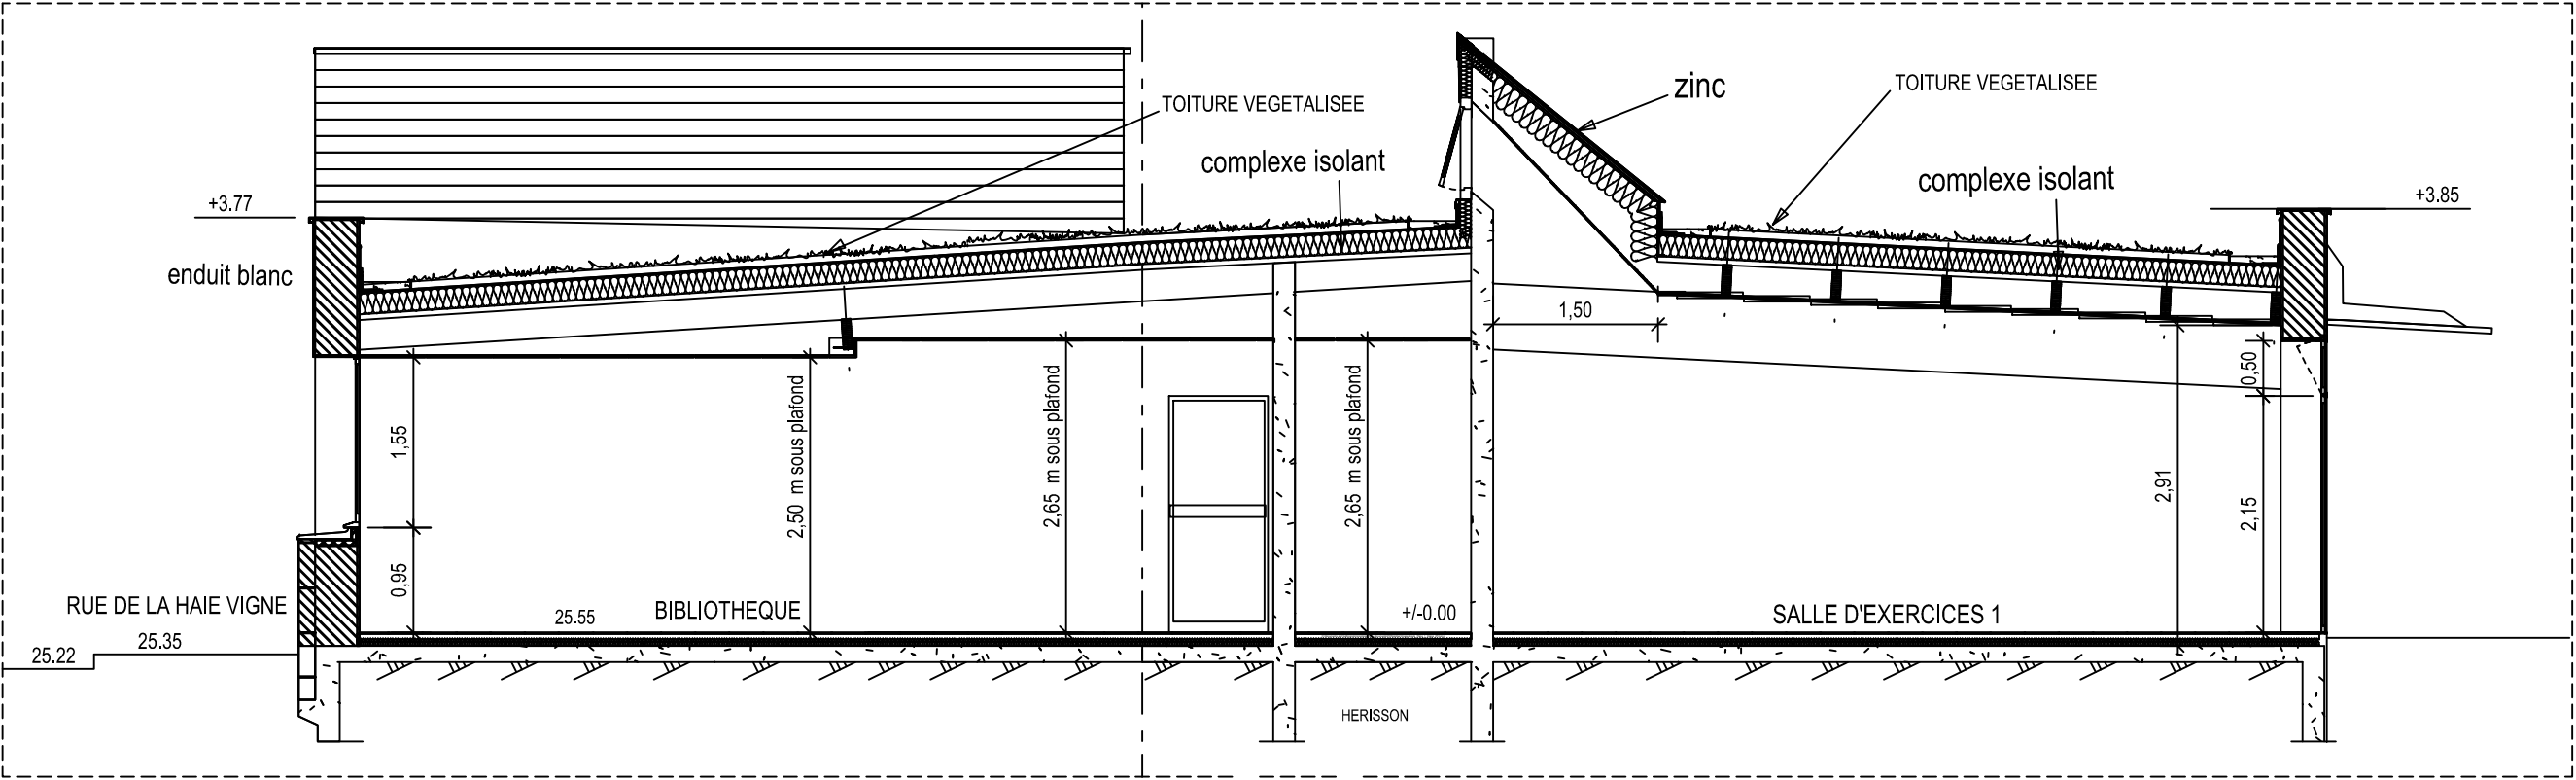 TOITURE VEGETALISEE
zinc
TOITURE VEGETALISEE
complexe isolant
complexe isolant
+3.77
+3.85
enduit blanc
1,50
0,50
1,55
2,50 m sous plafond
2,65 m sous plafond
2,65 m sous plafond
2,91
2,15
0,95
RUE DE LA HAIE VIGNE
25.55
BIBLIOTHEQUE
+/-0.00
SALLE D'EXERCICES 1
25.22
25.35
HERISSON